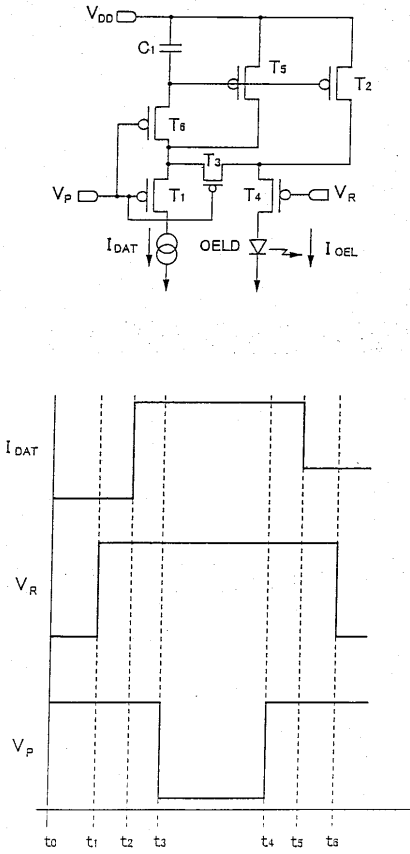 VDD
C1
T5
T2
T6
T3
VP
T1
T4
VR
IDAT
OELD
IOEL
IDAT
VR
VP
t0 t1 t2 t3 t4 t5 t6